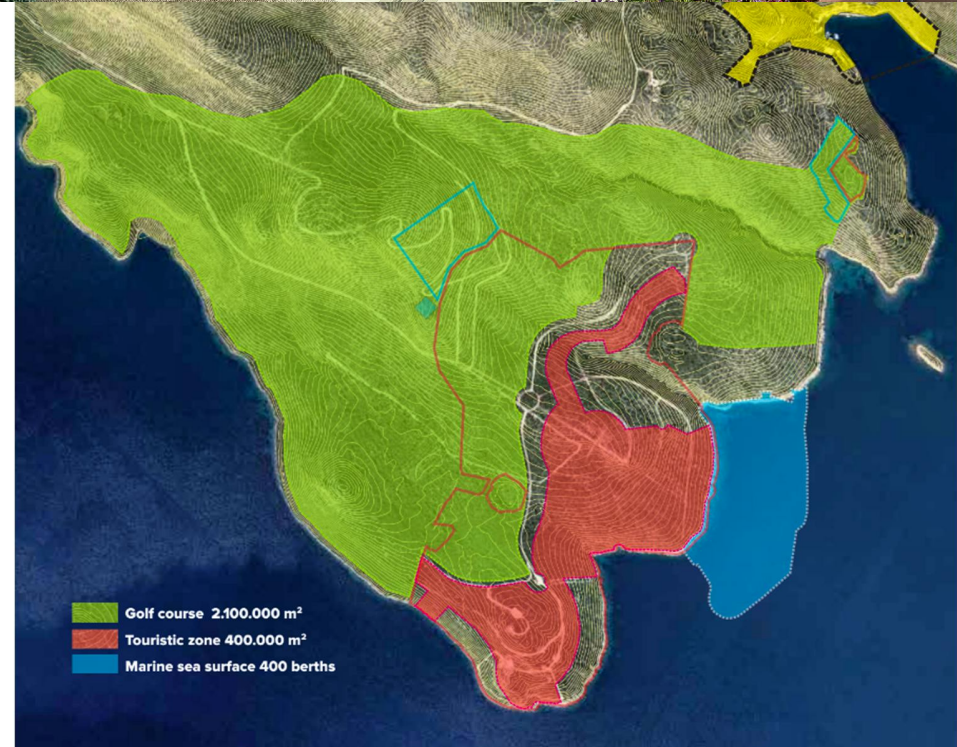 Golf course 2.100.000 m²
Touristic zone 400.000 m²
Marine sea surface 400 berths